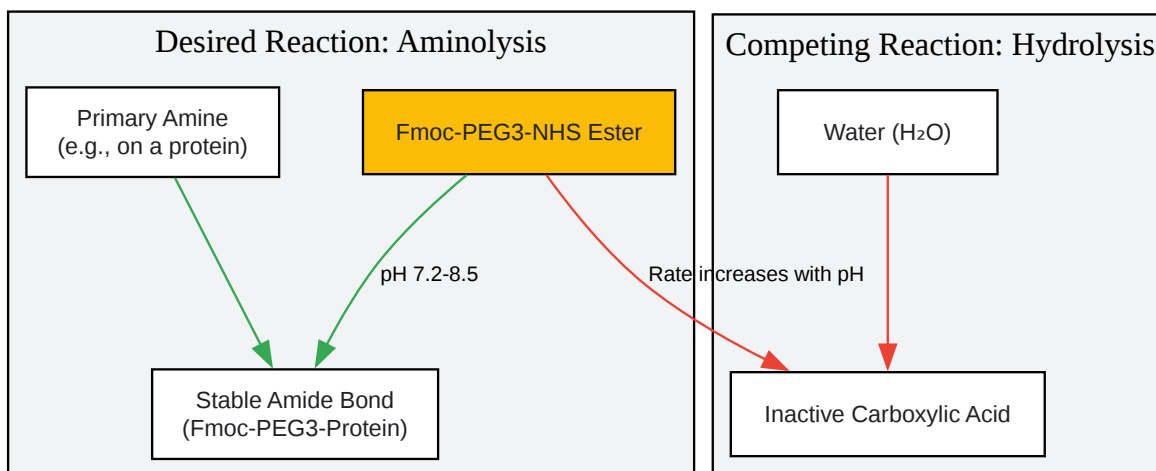 Desired Reaction: Aminolysis
Competing Reaction: Hydrolysis
Primary Amine
(e.g., on a protein)
Fmoc-PEG3-NHS Ester
Water (H₂O)
pH 7.2-8.5
Rate increases with pH
Stable Amide Bond
(Fmoc-PEG3-Protein)
Inactive Carboxylic Acid